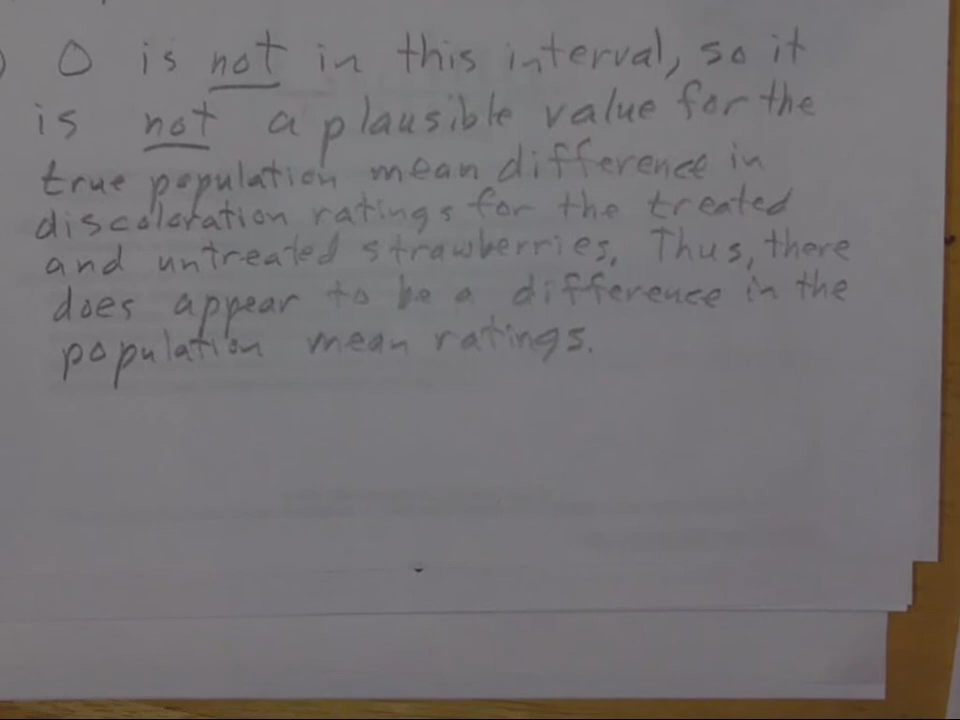 ) 0 is not in this interval, so it
is not a plausible value for the
true population mean difference in
discoloration ratings for the treated
and untreated strawberries. Thus, there
does appear to be a difference in the
population mean ratings.